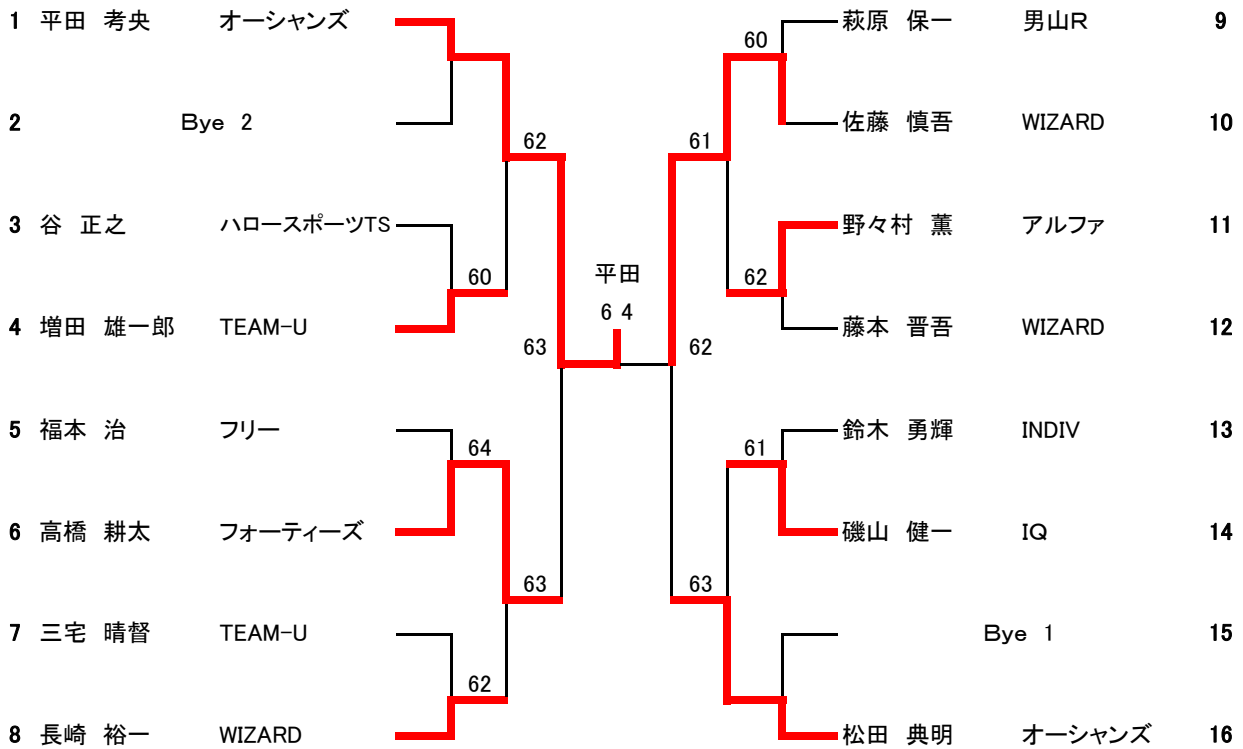 1 平田 考央 オーシャンズ
萩原 保一 男山R 9
60
2 Bye 2
佐藤 慎吾 WIZARD 10
62
61
3 谷 正之 ハロースポーツTS
野々村 薫 アルファ 11
60
平田
62
6 4
4 増田 雄一郎 TEAM-U
藤本 晋吾 WIZARD 12
63
62
5 福本 治 フリー
鈴木 勇輝 INDIV 13
64
61
6 高橋 耕太 フォーティーズ
磯山 健一 IQ 14
63
63
7 三宅 晴督 TEAM-U
Bye 1 15
62
8 長崎 裕一 WIZARD
松田 典明 オーシャンズ 16